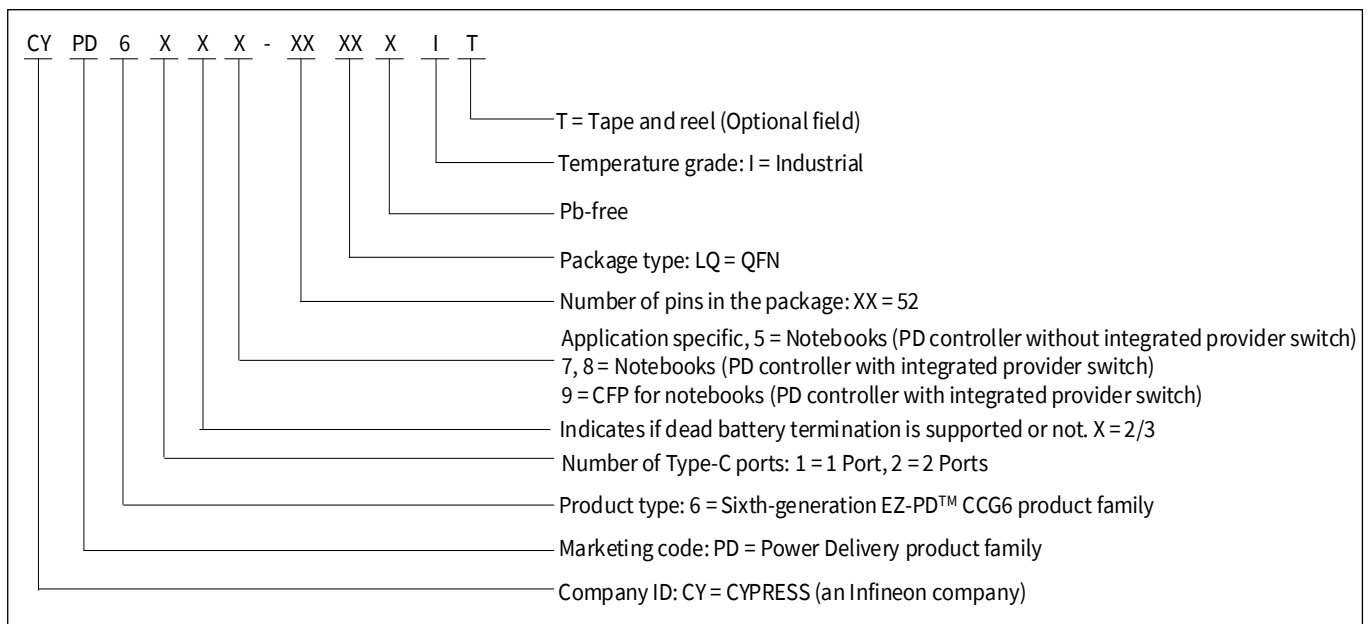 CY PD 6 X X X - XX XX X I T
T = Tape and reel (Optional field)
Temperature grade: I = Industrial
Pb-free
Package type: LQ = QFN
Number of pins in the package: XX = 52
Application specific, 5 = Notebooks (PD controller without integrated provider switch)
7, 8 = Notebooks (PD controller with integrated provider switch)
9 = CFP for notebooks (PD controller with integrated provider switch)
Indicates if dead battery termination is supported or not. X = 2/3
Number of Type-C ports: 1 = 1 Port, 2 = 2 Ports
Product type: 6 = Sixth-generation EZ-PD™ CCG6 product family
Marketing code: PD = Power Delivery product family
Company ID: CY = CYPRESS (an Infineon company)